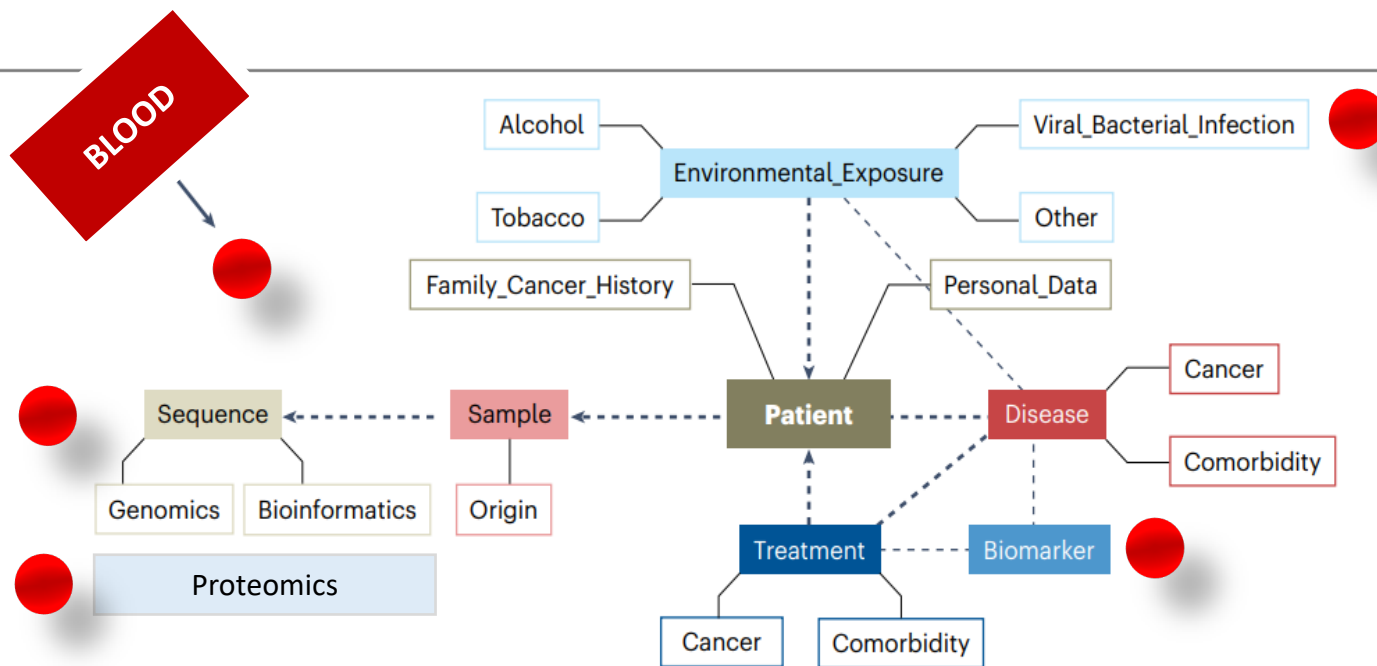 BLOOD
Alcohol
Viral_Bacterial_Infection
Environmental_Exposure
Tobacco
Other
Family_Cancer_History
Personal_Data
Cancer
Sequence
Sample
Patient
Disease
Comorbidity
Genomics
Bioinformatics
Origin
Treatment
Biomarker
Proteomics
Cancer
Comorbidity